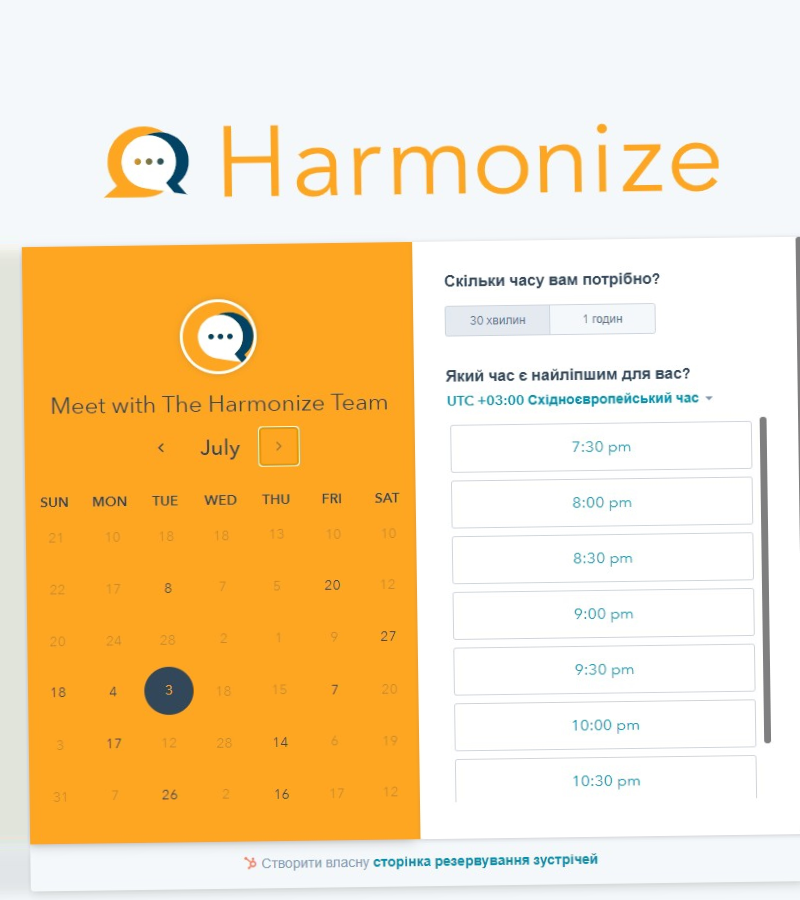 Harmonize
Meet with The Harmonize Team
July
SUN MON TUE WED THU FRI SAT
21 10 18 18 13 10 10
22 17 8 7 5 20 12
20 24 28 2 1 9 27
18 4 3 18 15 7 20
3 17 12 28 14 6 19
31 7 26 2 16 17 12
Скільки часу вам потрібно?
30 хвилин 1 годин
Який час є найліпшим для вас?
UTC +03:00 Східноєвропейський час
7:30 pm
8:00 pm
8:30 pm
9:00 pm
9:30 pm
10:00 pm
10:30 pm
Створити власну сторінка резервування зустрічей